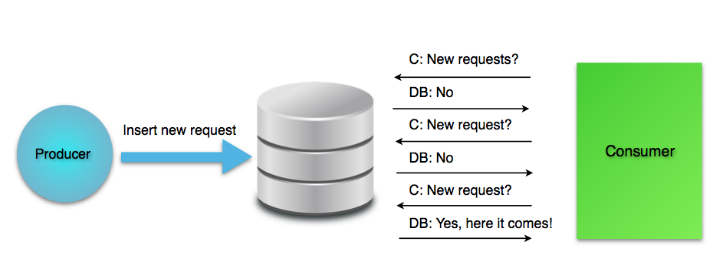 C: New requests?
DB: No
Insert new request
C: New request?
Producer
DB: No
Consumer
C: New request?
DB: Yes, here it comes!